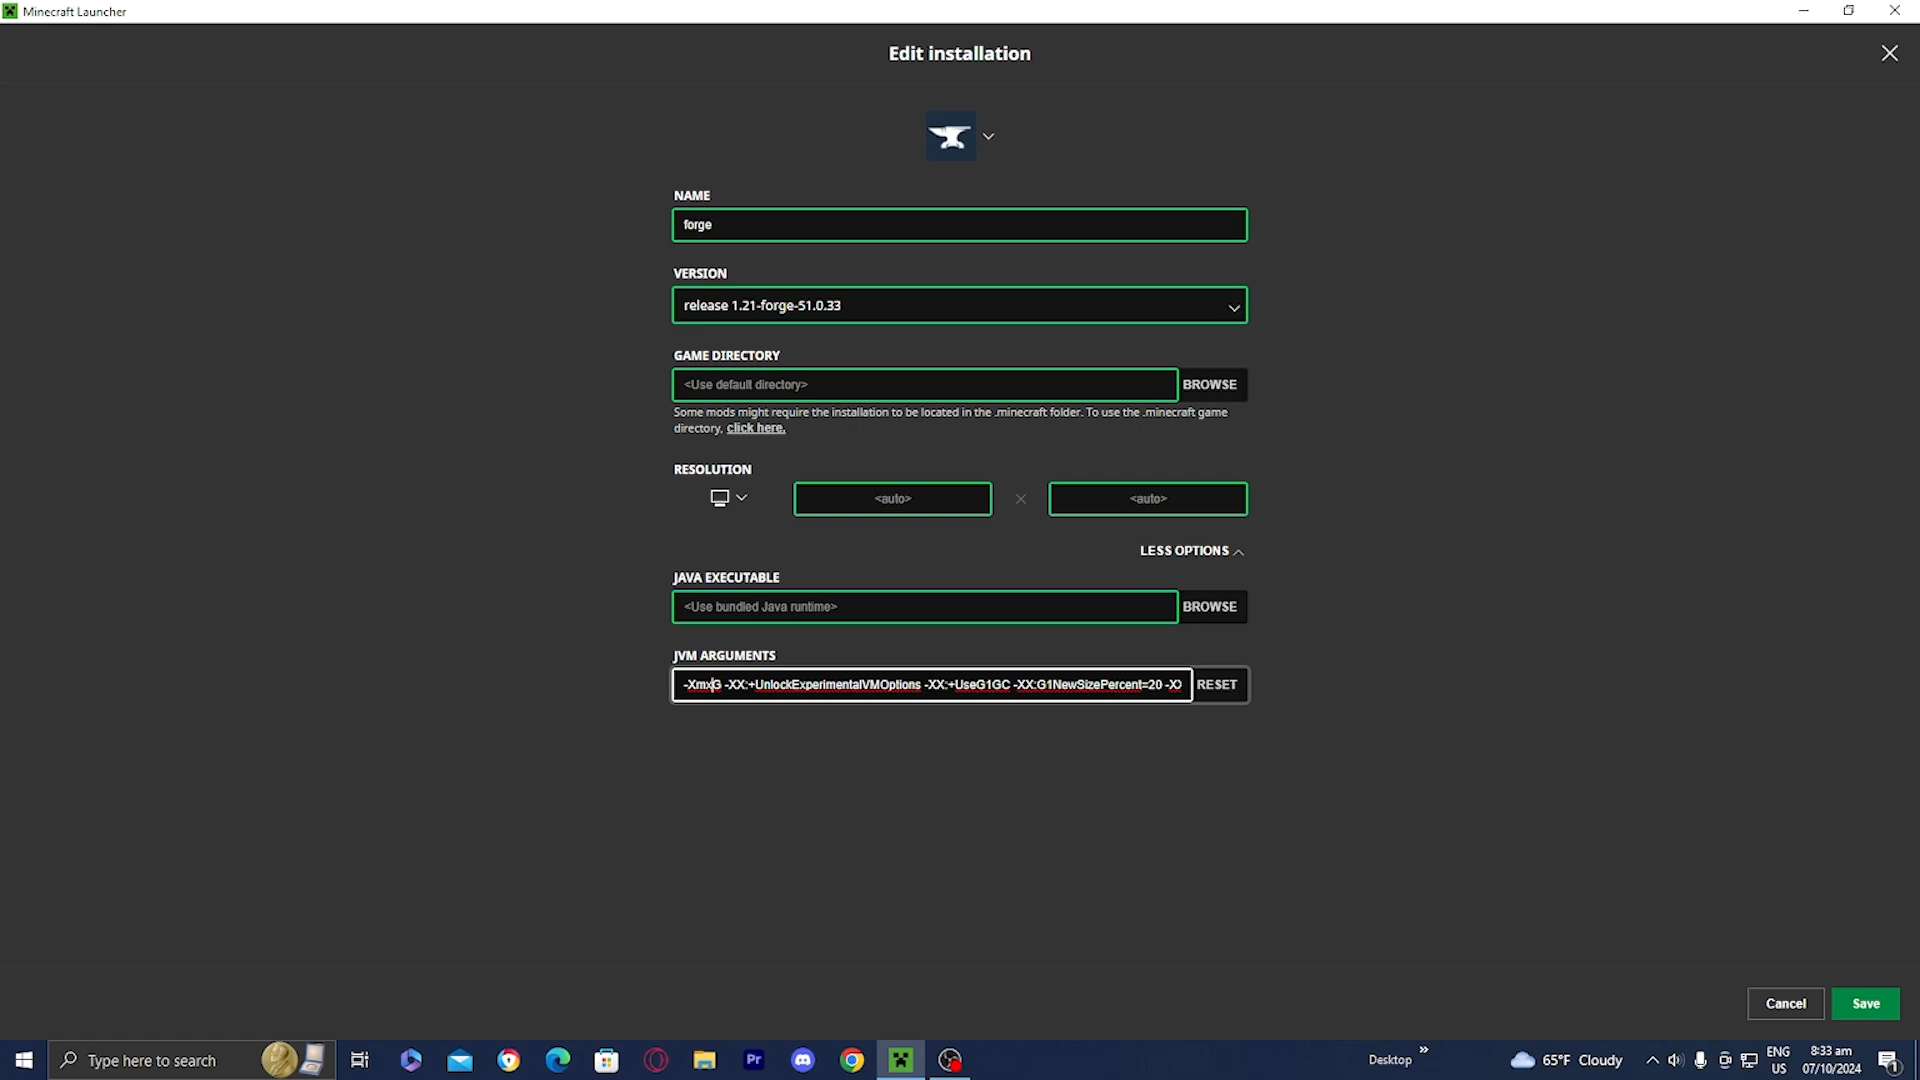 Minecraft Launcher
Edit installation
NAME
forge
VERSION
release 1.21-forge-51.0.33
GAME DIRECTORY
<Use default directory>
BROWSE
Some mods might require the installation to be located in the .minecraft folder. To use the .minecraft game
directory, click here.
RESOLUTION
<auto>
<auto>
LESS OPTIONS
JAVA EXECUTABLE
<Use bundled Java runtime>
BROWSE
JVM ARGUMENTS
-XmxG -XX:+UnlockExperimentalVMOptions -XX:+UseG1GC -XX:G1NewSizePercent=20 -X
RESET
Cancel
Save
Type here to search
Pr
Desktop
65°F Cloudy
ENG
US
8:33 am
07/10/2024
1